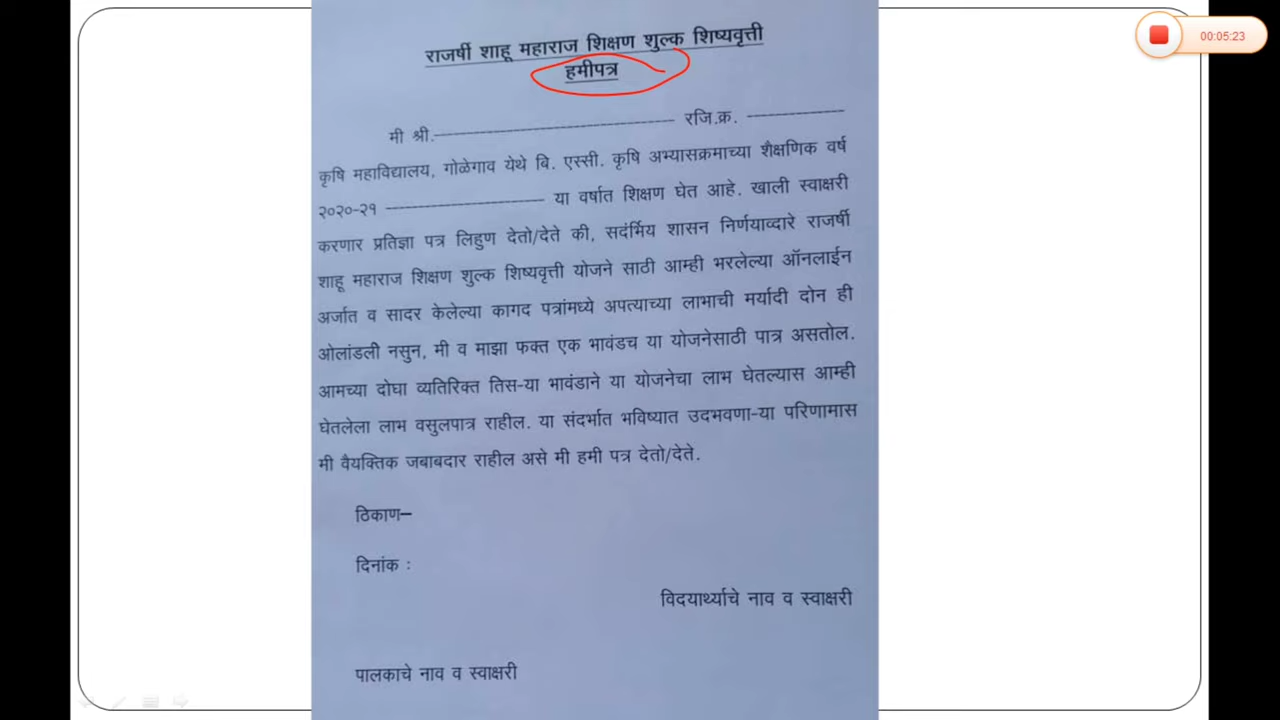 राजर्षी शाहू महाराज शिक्षण शुल्क शिष्यवृत्ती
हमीपत्र
00:05:23
मी श्री.———————————— रजि.क्र. ——————
कृषि महाविद्यालय, गोळेगाव येथे बि. एस्सी. कृषि अभ्यासक्रमाच्या शैक्षणिक वर्ष
२०२०-२१ ———————— या वर्षात शिक्षण घेत आहे. खाली स्वाक्षरी
करणार प्रतिज्ञा पत्र लिहुण देतो/देते की, सदंर्मिय शासन निर्णयाव्दारे राजर्षी
शाहू महाराज शिक्षण शुल्क शिष्यवृत्ती योजने साठी आम्ही भरलेल्या ऑनलाईन
अर्जात व सादर केलेल्या कागद पत्रांमध्ये अपत्याच्या लाभाची मर्यादी दोन ही
ओलांडली नसुन, मी व माझा फक्त एक भावंडच या योजनेसाठी पात्र असतोल.
आमच्या दोघा व्यतिरिक्त तिस-या भावंडाने या योजनेचा लाभ घेतल्यास आम्ही
घेतलेला लाभ वसुलपात्र राहील. या संदर्भात भविष्यात उदभवणा-या परिणामास
मी वैयक्तिक जबाबदार राहील असे मी हमी पत्र देतो/देते.
ठिकाण–
दिनांक :
विदयार्थ्याचे नाव व स्वाक्षरी
पालकाचे नाव व स्वाक्षरी